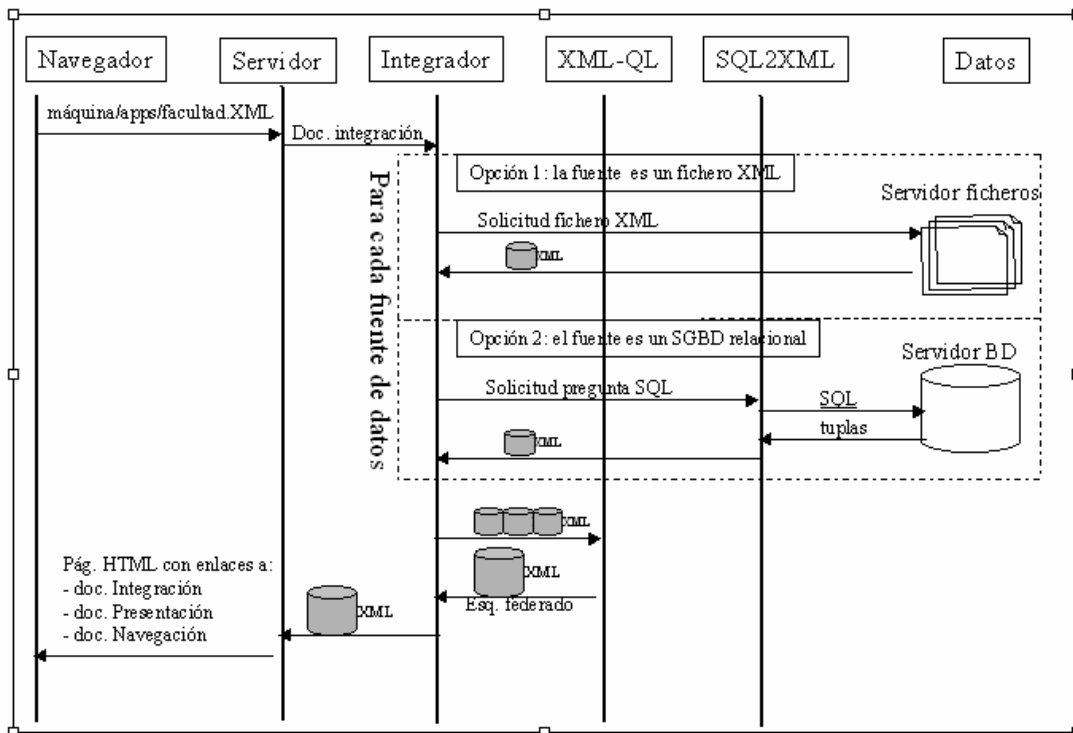 Navegador
Servidor
Integrador
XML-QL
SQL2XML
Datos
máquina/apps/facultad.XML
Doc. integración
Para cada fuente de datos
Opción 1: la fuente es un fichero XML
Servidor ficheros
Solicitud fichero XML
XML
Opción 2: el fuente es un SGBD relacional
Servidor BD
Solicitud pregunta SQL
SQL
tuplas
XML
XML
XML
Esq. federado
Pág. HTML con enlaces a:
- doc. Integración
- doc. Presentación
- doc. Navegación
XML